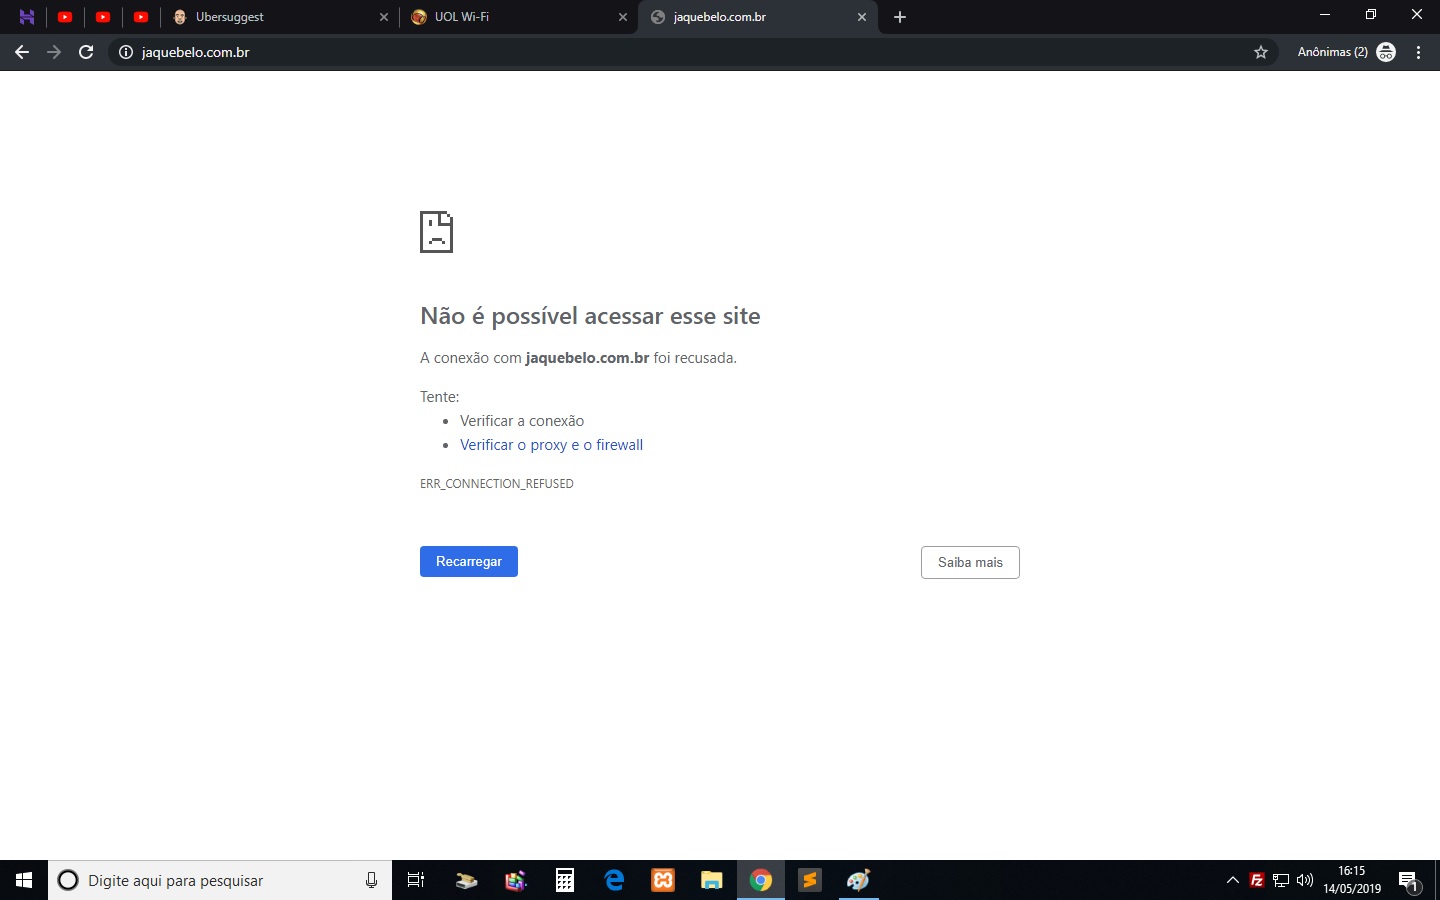 Ubersuggest
UOL Wi-Fi
jaquebelo.com.br
jaquebelo.com.br
Anônimas (2)
Não é possível acessar esse site
A conexão com jaquebelo.com.br foi recusada.
Tente:
Verificar a conexão
Verificar o proxy e o firewall
ERR_CONNECTION_REFUSED
Recarregar
Saiba mais
Digite aqui para pesquisar
16:15
14/05/2019
1